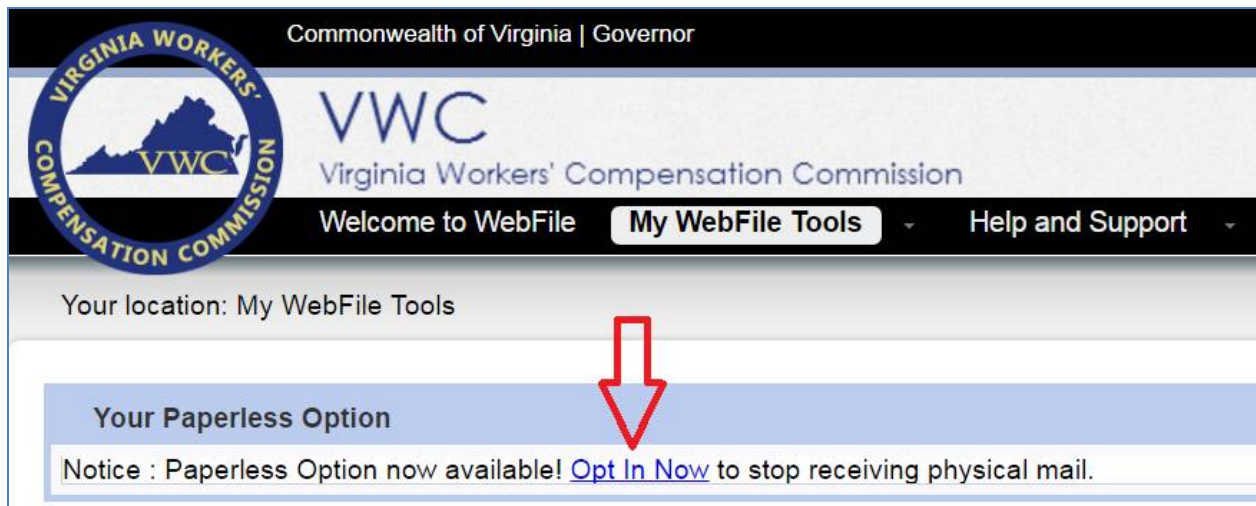 Commonwealth of Virginia | Governor
VIRGINIA WORKERS'
COMPENSATION COMMISSION
VWC
VWC
Virginia Workers' Compensation Commission
Welcome to WebFile My WebFile Tools Help and Support
Your location: My WebFile Tools
Your Paperless Option
Notice : Paperless Option now available! Opt In Now to stop receiving physical mail.